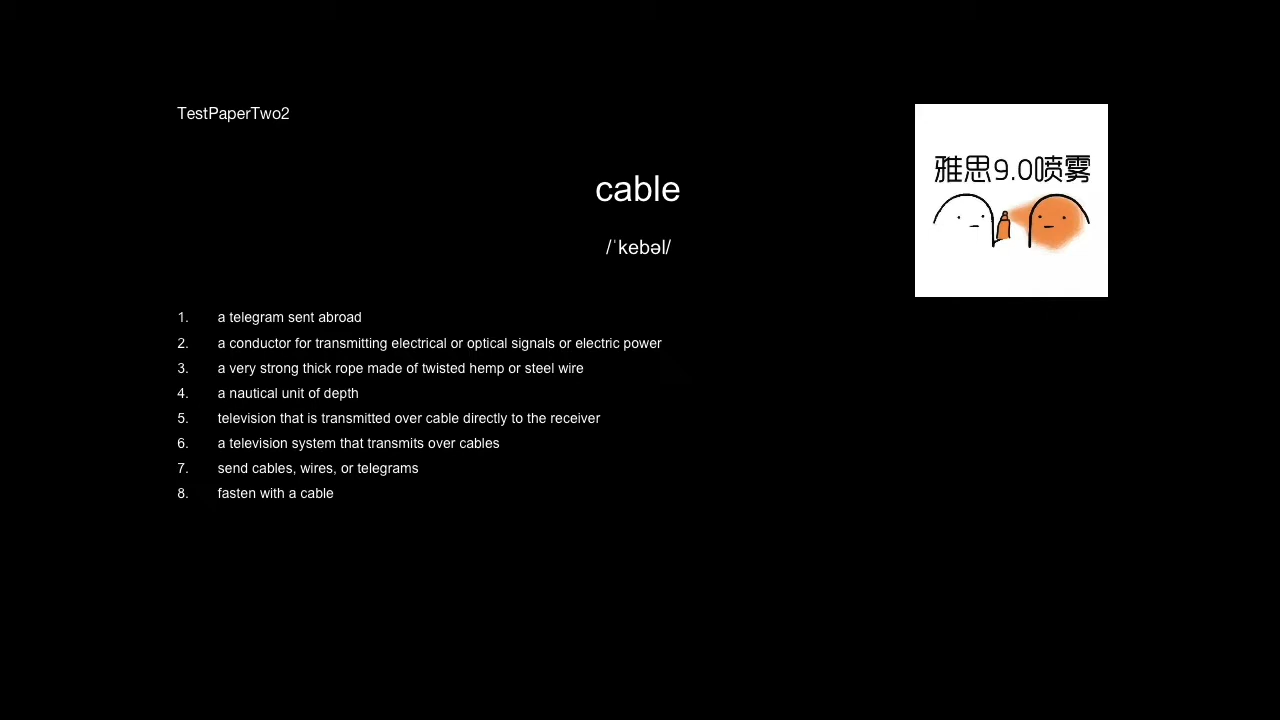 TestPaperTwo2
雅思9.0喷雾
cable
/ˈkebəl/
1. a telegram sent abroad
2. a conductor for transmitting electrical or optical signals or electric power
3. a very strong thick rope made of twisted hemp or steel wire
4. a nautical unit of depth
5. television that is transmitted over cable directly to the receiver
6. a television system that transmits over cables
7. send cables, wires, or telegrams
8. fasten with a cable